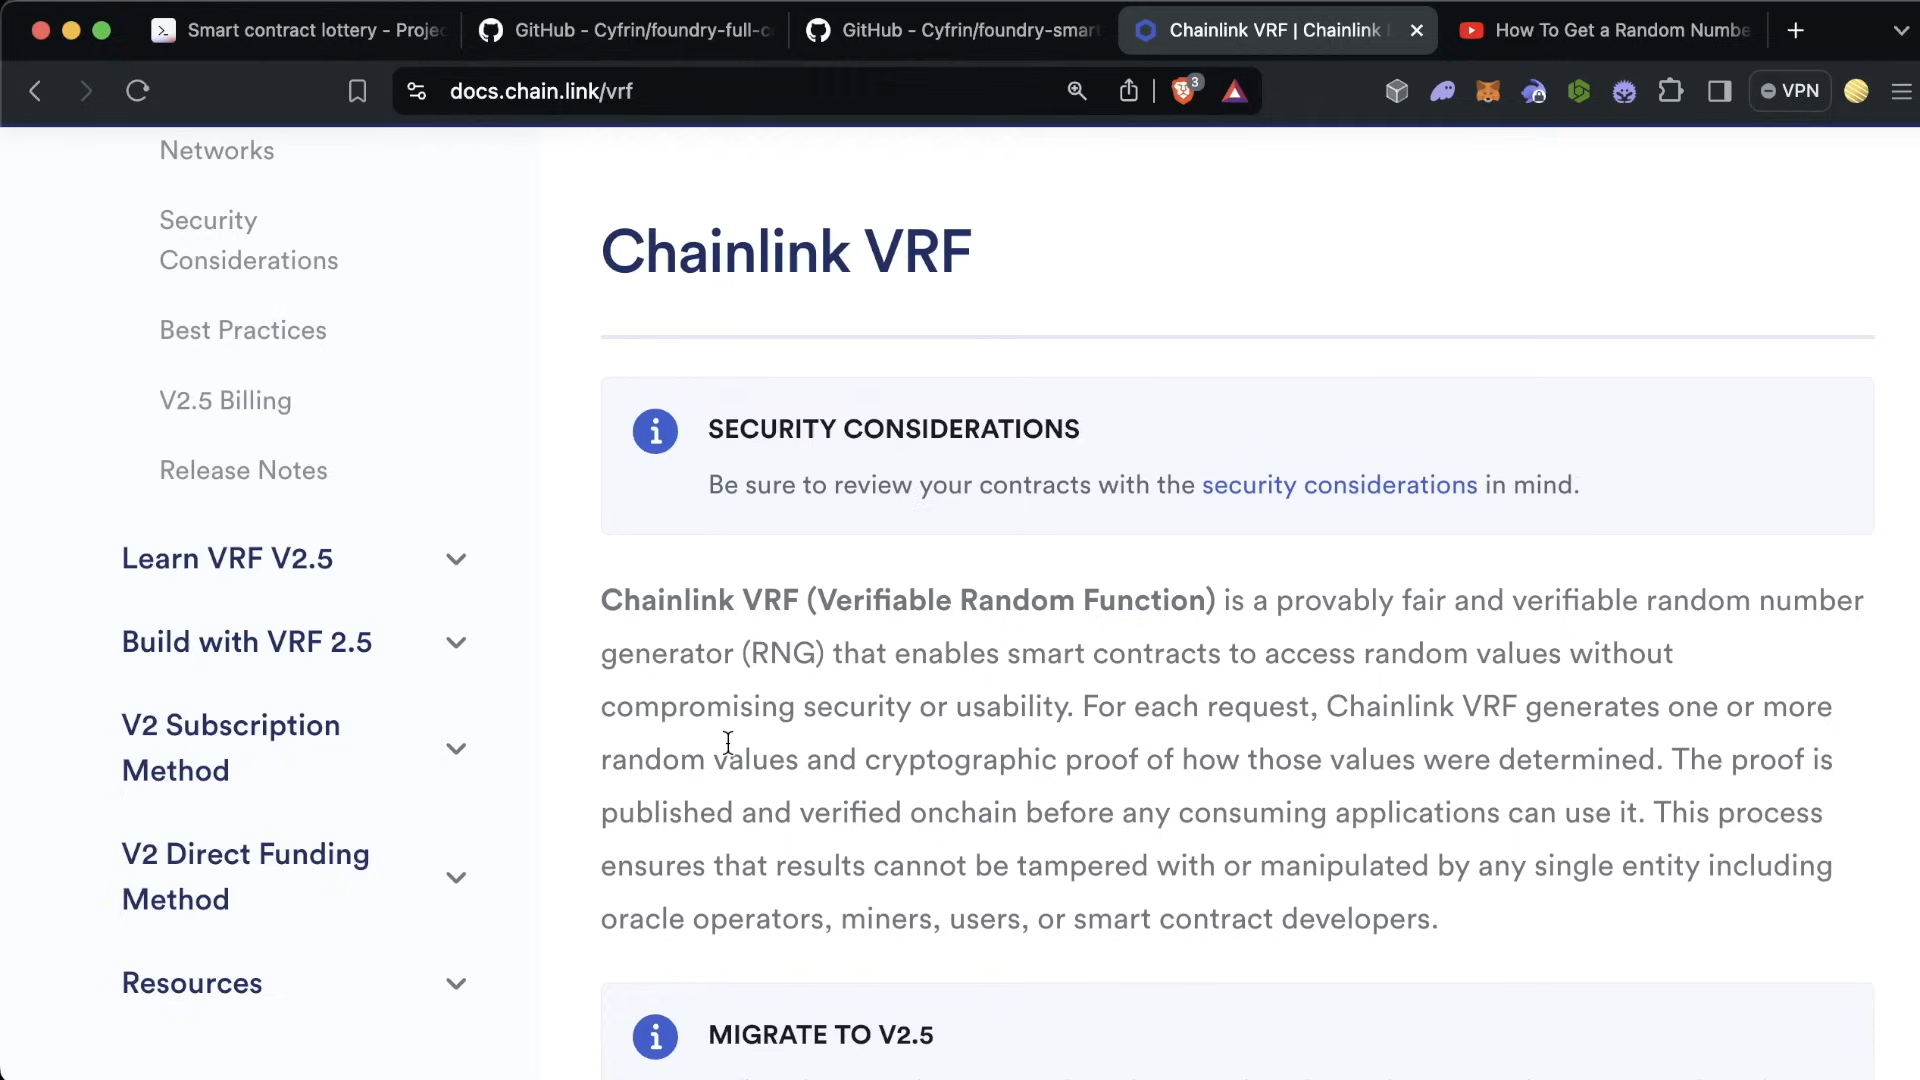 Smart contract lottery - Proje
GitHub - Cyfrin/foundry-full-c
GitHub - Cyfrin/foundry-smart
Chainlink VRF | Chainlink
How To Get a Random Numbe
docs.chain.link/vrf
3
VPN
Networks
Security
Considerations
Best Practices
V2.5 Billing
Release Notes
Learn VRF V2.5
Build with VRF 2.5
V2 Subscription
Method
V2 Direct Funding
Method
Resources
Chainlink VRF
SECURITY CONSIDERATIONS
Be sure to review your contracts with the security considerations in mind.
Chainlink VRF (Verifiable Random Function) is a provably fair and verifiable random number
generator (RNG) that enables smart contracts to access random values without
compromising security or usability. For each request, Chainlink VRF generates one or more
random values and cryptographic proof of how those values were determined. The proof is
published and verified onchain before any consuming applications can use it. This process
ensures that results cannot be tampered with or manipulated by any single entity including
oracle operators, miners, users, or smart contract developers.
MIGRATE TO V2.5